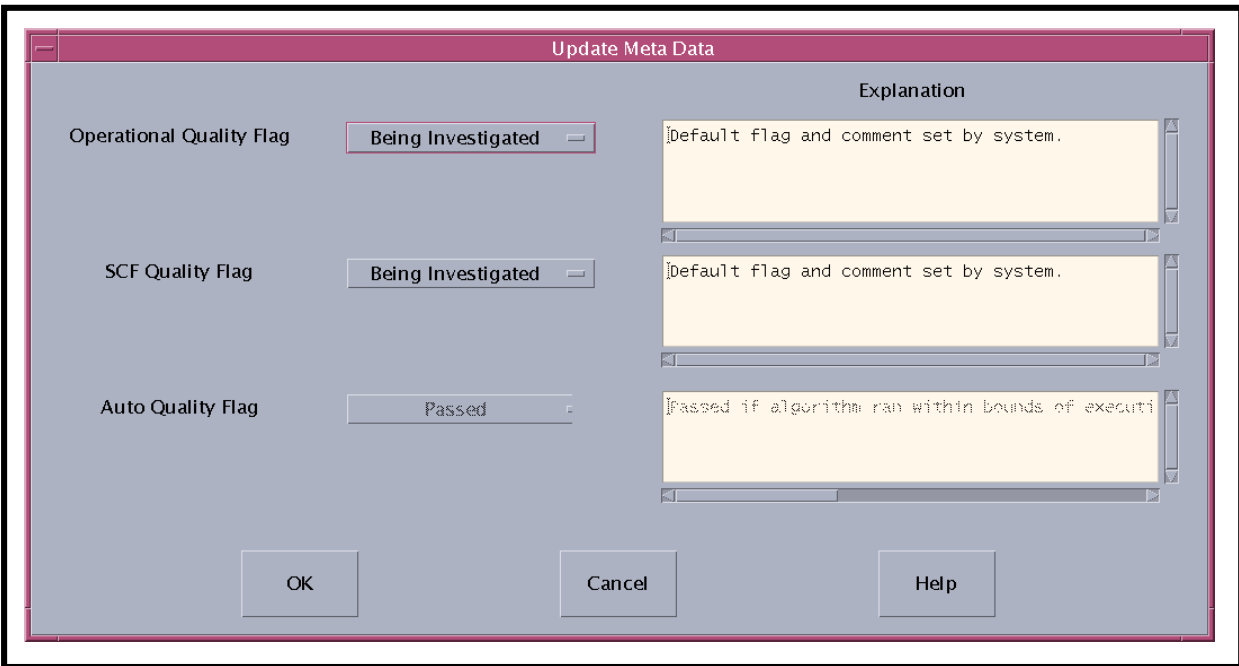 Update Meta Data
Explanation
Operational Quality Flag
Being Investigated
Default flag and comment set by system.
SCF Quality Flag
Being Investigated
Default flag and comment set by system.
Auto Quality Flag
Passed
Passed if algorithm ran within bounds of executi
OK
Cancel
Help